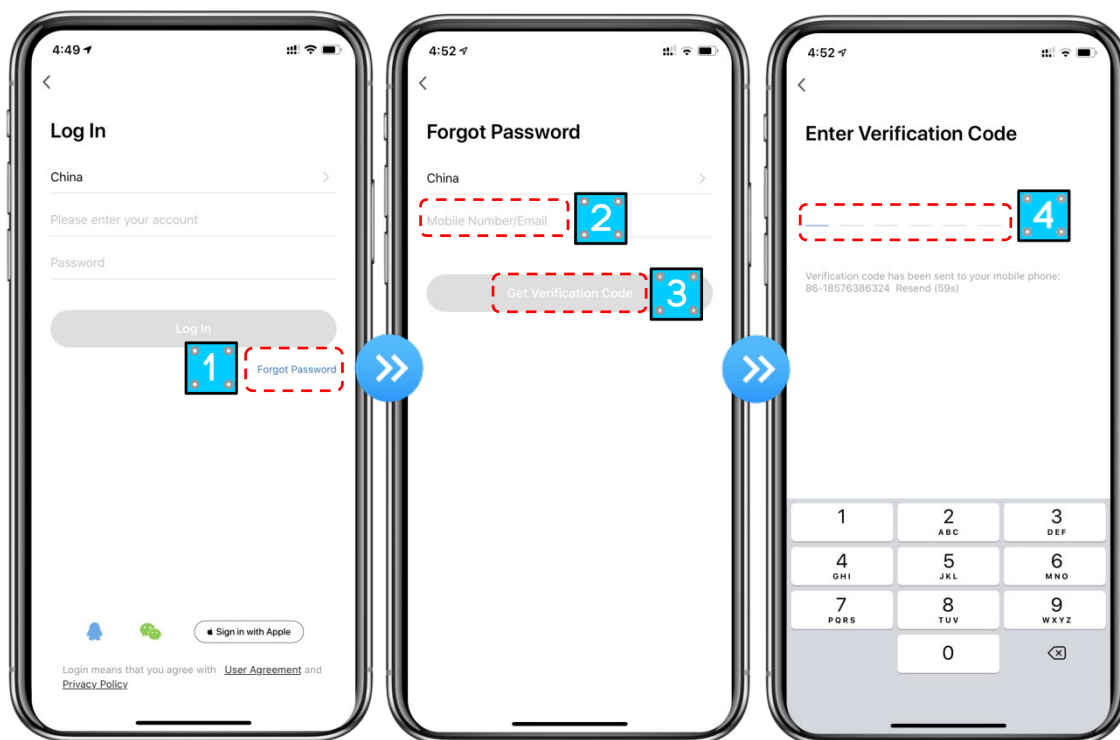 4:49
Log In
China
Please enter your account
Password
Log In
1
Forgot Password
Sign in with Apple
Login means that you agree with User Agreement and
Privacy Policy
4:52
Forgot Password
China
Mobile Number/Email
2
Get Verification Code
3
4:52
Enter Verification Code
4
Verification code has been sent to your mobile phone:
86-18576386324 Resend (59s)
1
2
ABC
3
DEF
4
GHI
5
JKL
6
MNO
7
PQRS
8
TUV
9
WXYZ
0